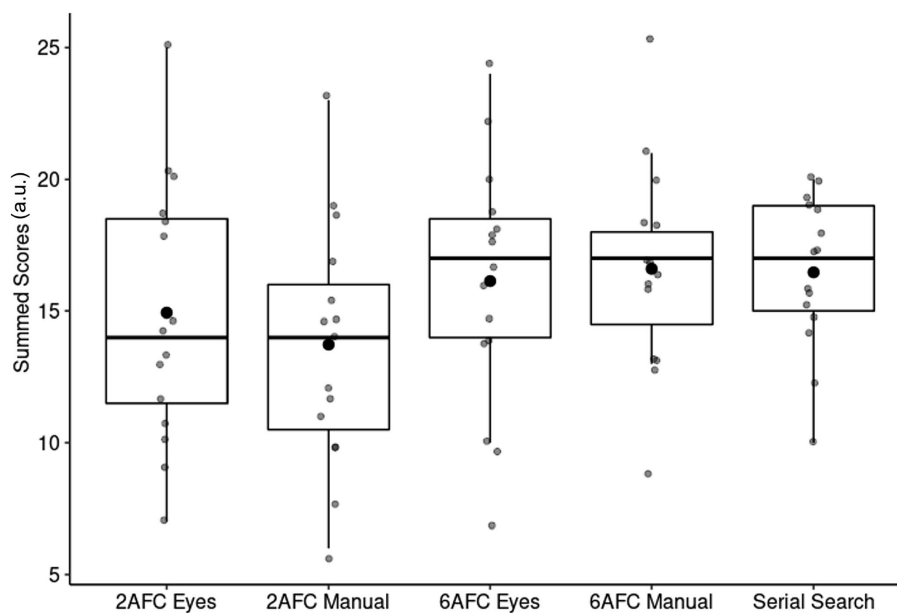 Summed Scores (a.u.)
25
20
15
10
5
2AFC Eyes
2AFC Manual
6AFC Eyes
6AFC Manual
Serial Search